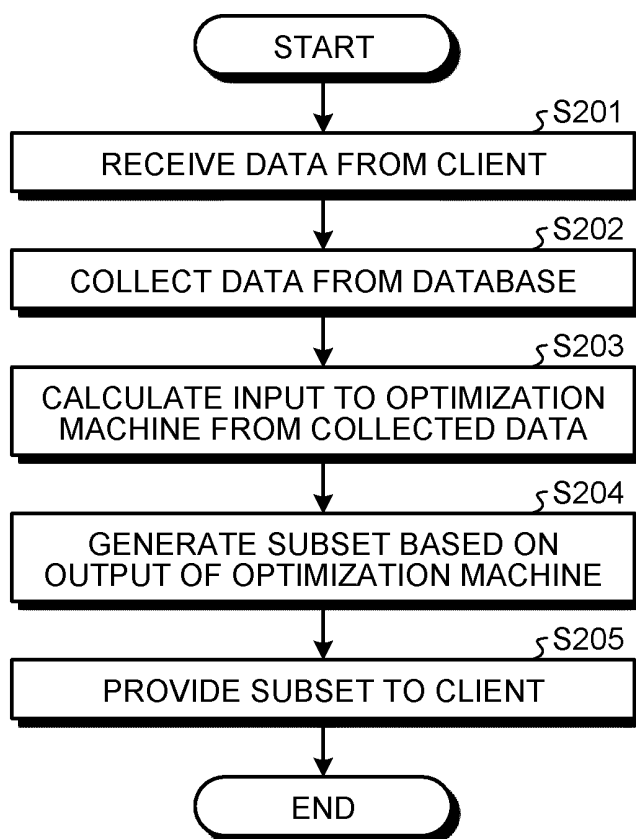 START
S201
RECEIVE DATA FROM CLIENT
S202
COLLECT DATA FROM DATABASE
S203
CALCULATE INPUT TO OPTIMIZATION
MACHINE FROM COLLECTED DATA
S204
GENERATE SUBSET BASED ON
OUTPUT OF OPTIMIZATION MACHINE
S205
PROVIDE SUBSET TO CLIENT
END